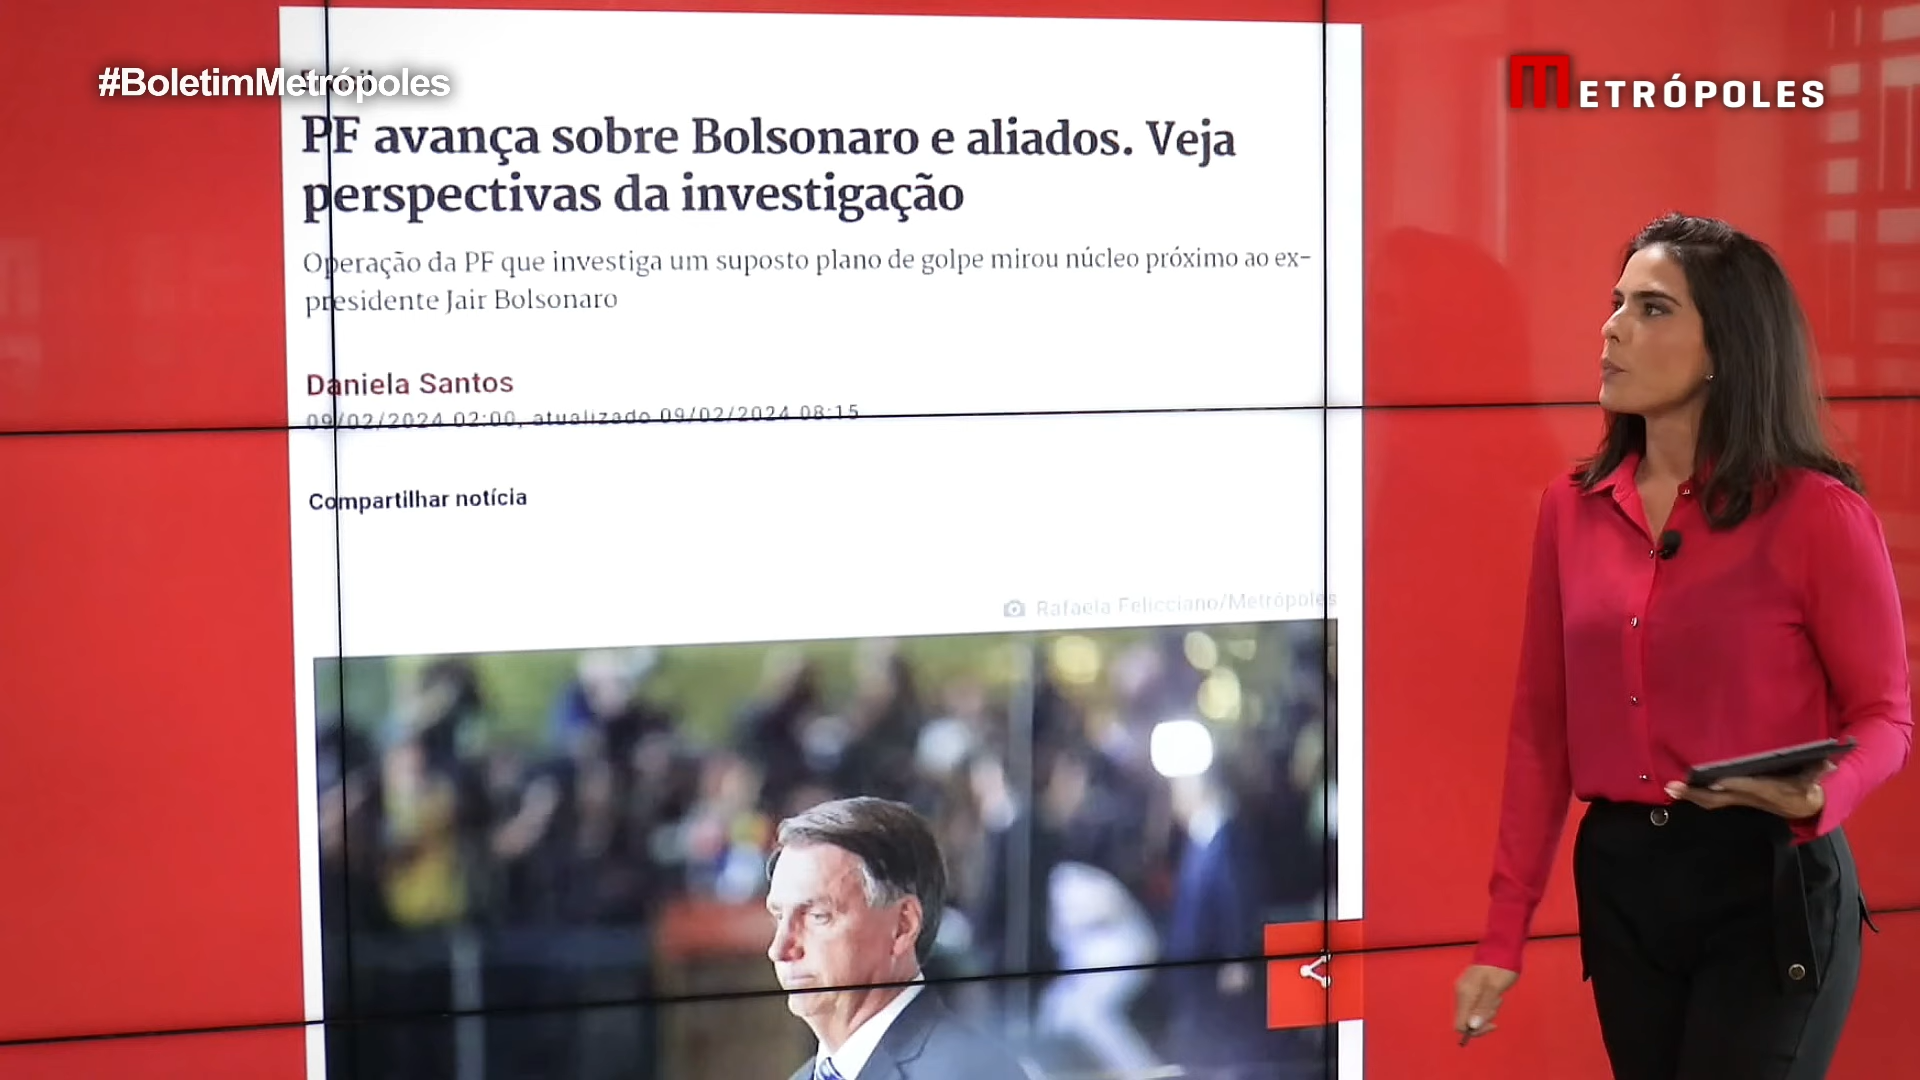 #BoletimMetrópoles
METRÓPOLES
PF avança sobre Bolsonaro e aliados. Veja
perspectivas da investigação
Operação da PF que investiga um suposto plano de golpe mirou núcleo próximo ao ex-
presidente Jair Bolsonaro
Daniela Santos
09/02/2024 02:00, atualizado 09/02/2024 08:15
Compartilhar notícia
Rafaela Felicciano/Metrópoles